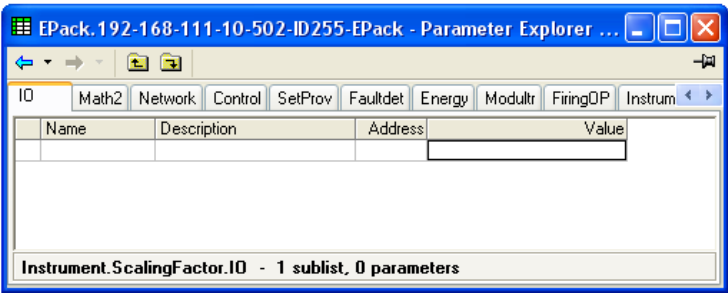 EPack.192-168-111-10-502-ID255-EPack - Parameter Explorer ...
IO Math2 Network Control SetProv Faultdet Energy Modultr FiringOP Instrum
Name Description Address Value
Instrument.ScalingFactor.IO - 1 sublist, 0 parameters